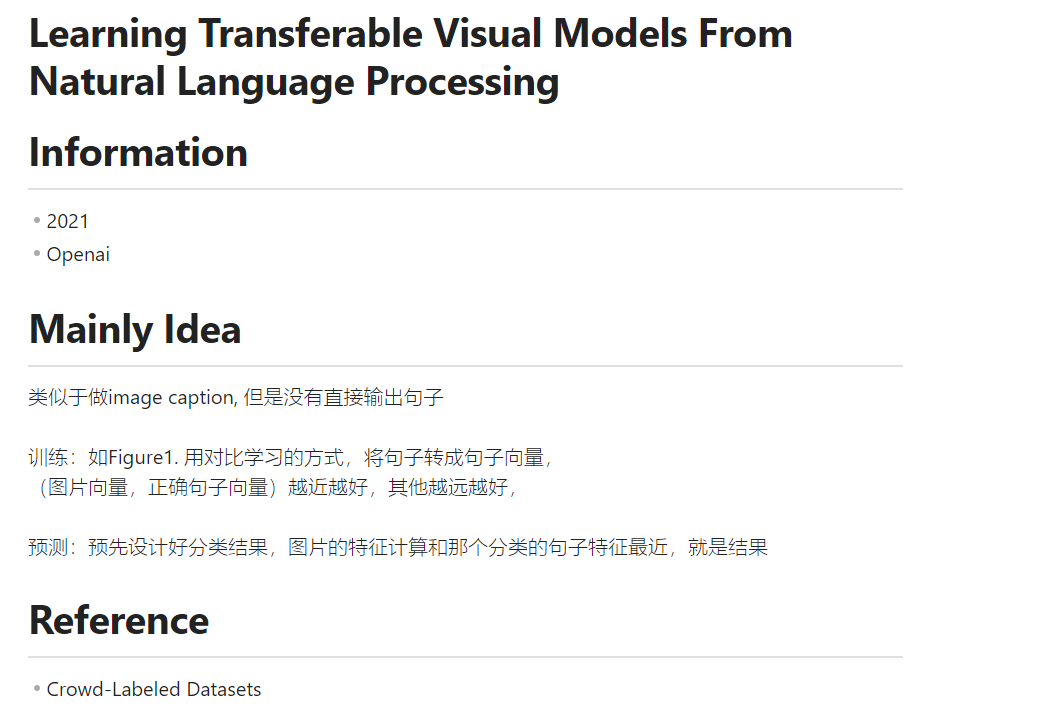 Learning Transferable Visual Models From
Natural Language Processing
Information
2021
Openai
Mainly Idea
类似于做image caption, 但是没有直接输出句子
训练：如Figure1. 用对比学习的方式，将句子转成句子向量，
（图片向量，正确句子向量）越近越好，其他越远越好，
预测：预先设计好分类结果，图片的特征计算和那个分类的句子特征最近，就是结果
Reference
Crowd-Labeled Datasets